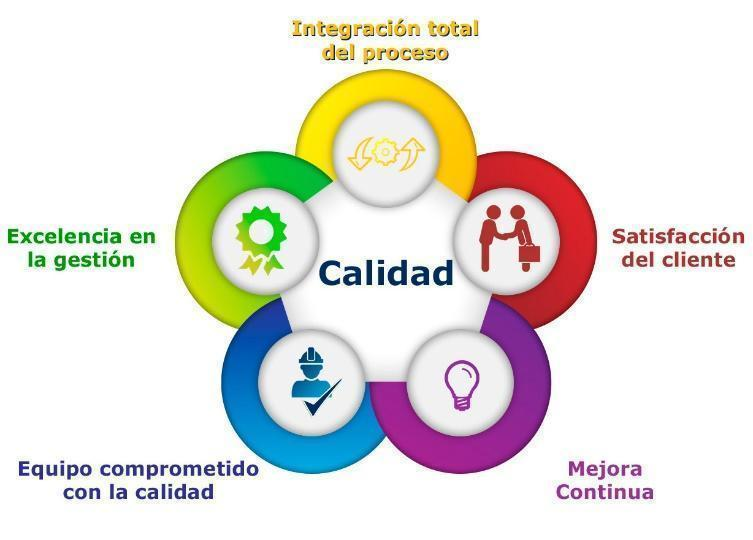 Integración total
del proceso
Excelencia en
la gestión
Calidad
Satisfacción
del cliente
Equipo comprometido
con la calidad
Mejora
Continua